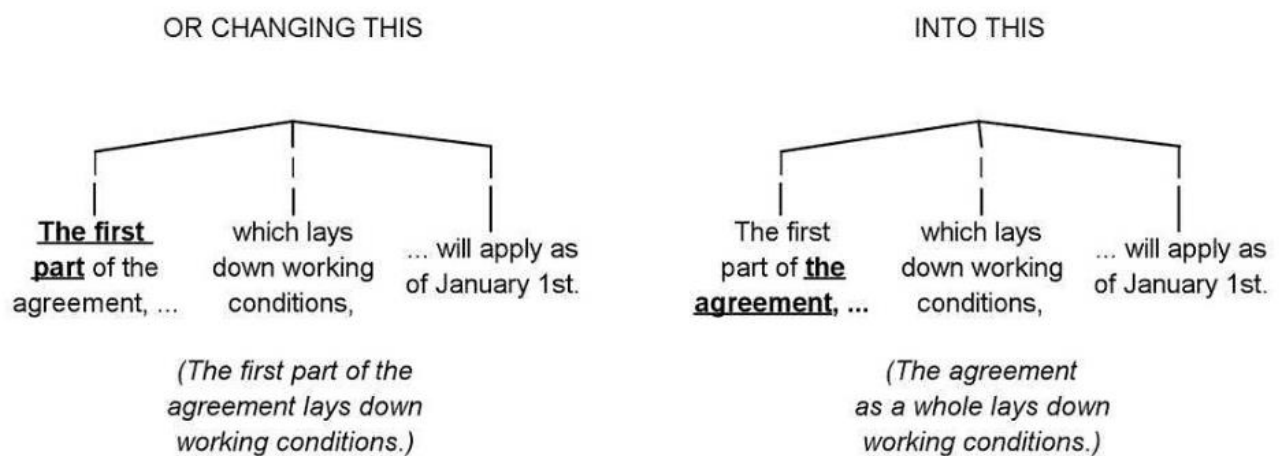 OR CHANGING THIS
INTO THIS
The first
part of the
agreement, ...
which lays
down working
conditions,
... will apply as
of January 1st.
The first
part of the
agreement, ...
which lays
down working
conditions,
... will apply as
of January 1st.
(The first part of the
agreement lays down
working conditions.)
(The agreement
as a whole lays down
working conditions.)